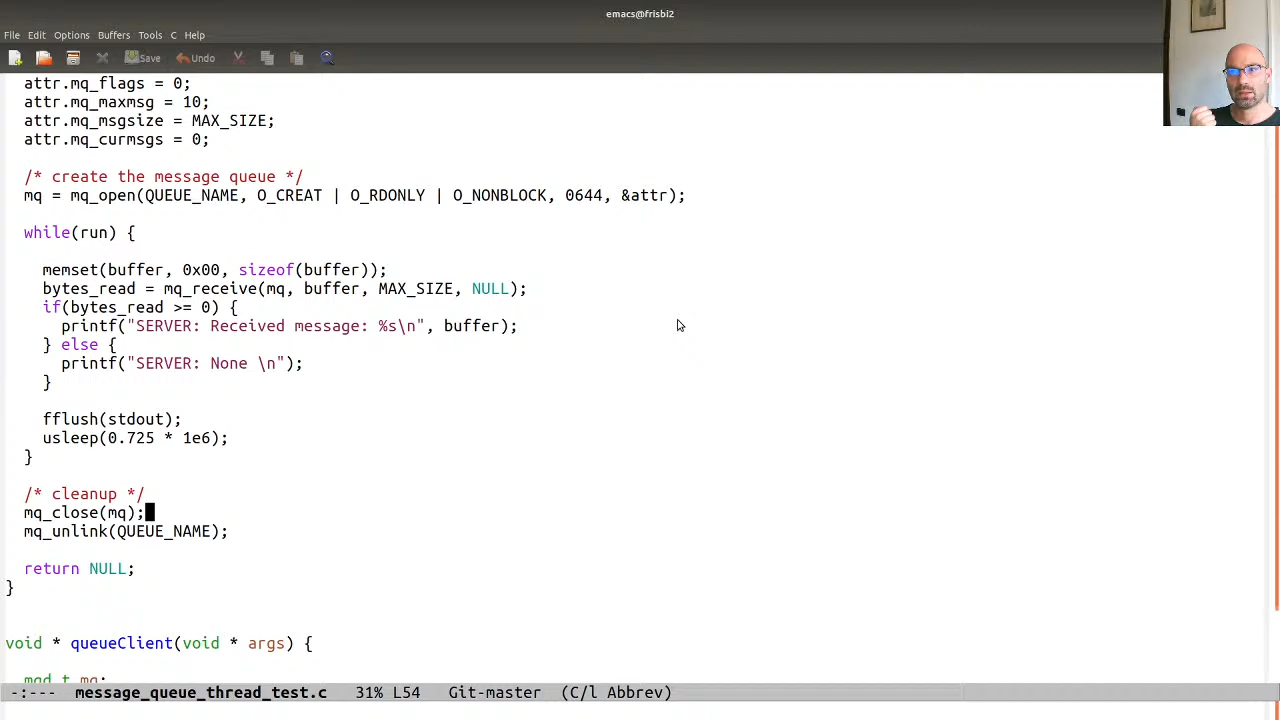 emacs@frisbi2
File Edit Options Buffers Tools C Help
Save Undo
attr.mq_flags = 0;
attr.mq_maxmsg = 10;
attr.mq_msgsize = MAX_SIZE;
attr.mq_curmsgs = 0;
/* create the message queue */
mq = mq_open(QUEUE_NAME, O_CREAT | O_RDONLY | O_NONBLOCK, 0644, &attr);
while(run) {
memset(buffer, 0x00, sizeof(buffer));
bytes_read = mq_receive(mq, buffer, MAX_SIZE, NULL);
if(bytes_read >= 0) {
printf("SERVER: Received message: %s\n", buffer);
} else {
printf("SERVER: None \n");
}
fflush(stdout);
usleep(0.725 * 1e6);
}
/* cleanup */
mq_close(mq);
mq_unlink(QUEUE_NAME);
return NULL;
}
void * queueClient(void * args) {
mqd_t mq;
-:--- message_queue_thread_test.c 31% L54 Git-master (C/l Abbrev)